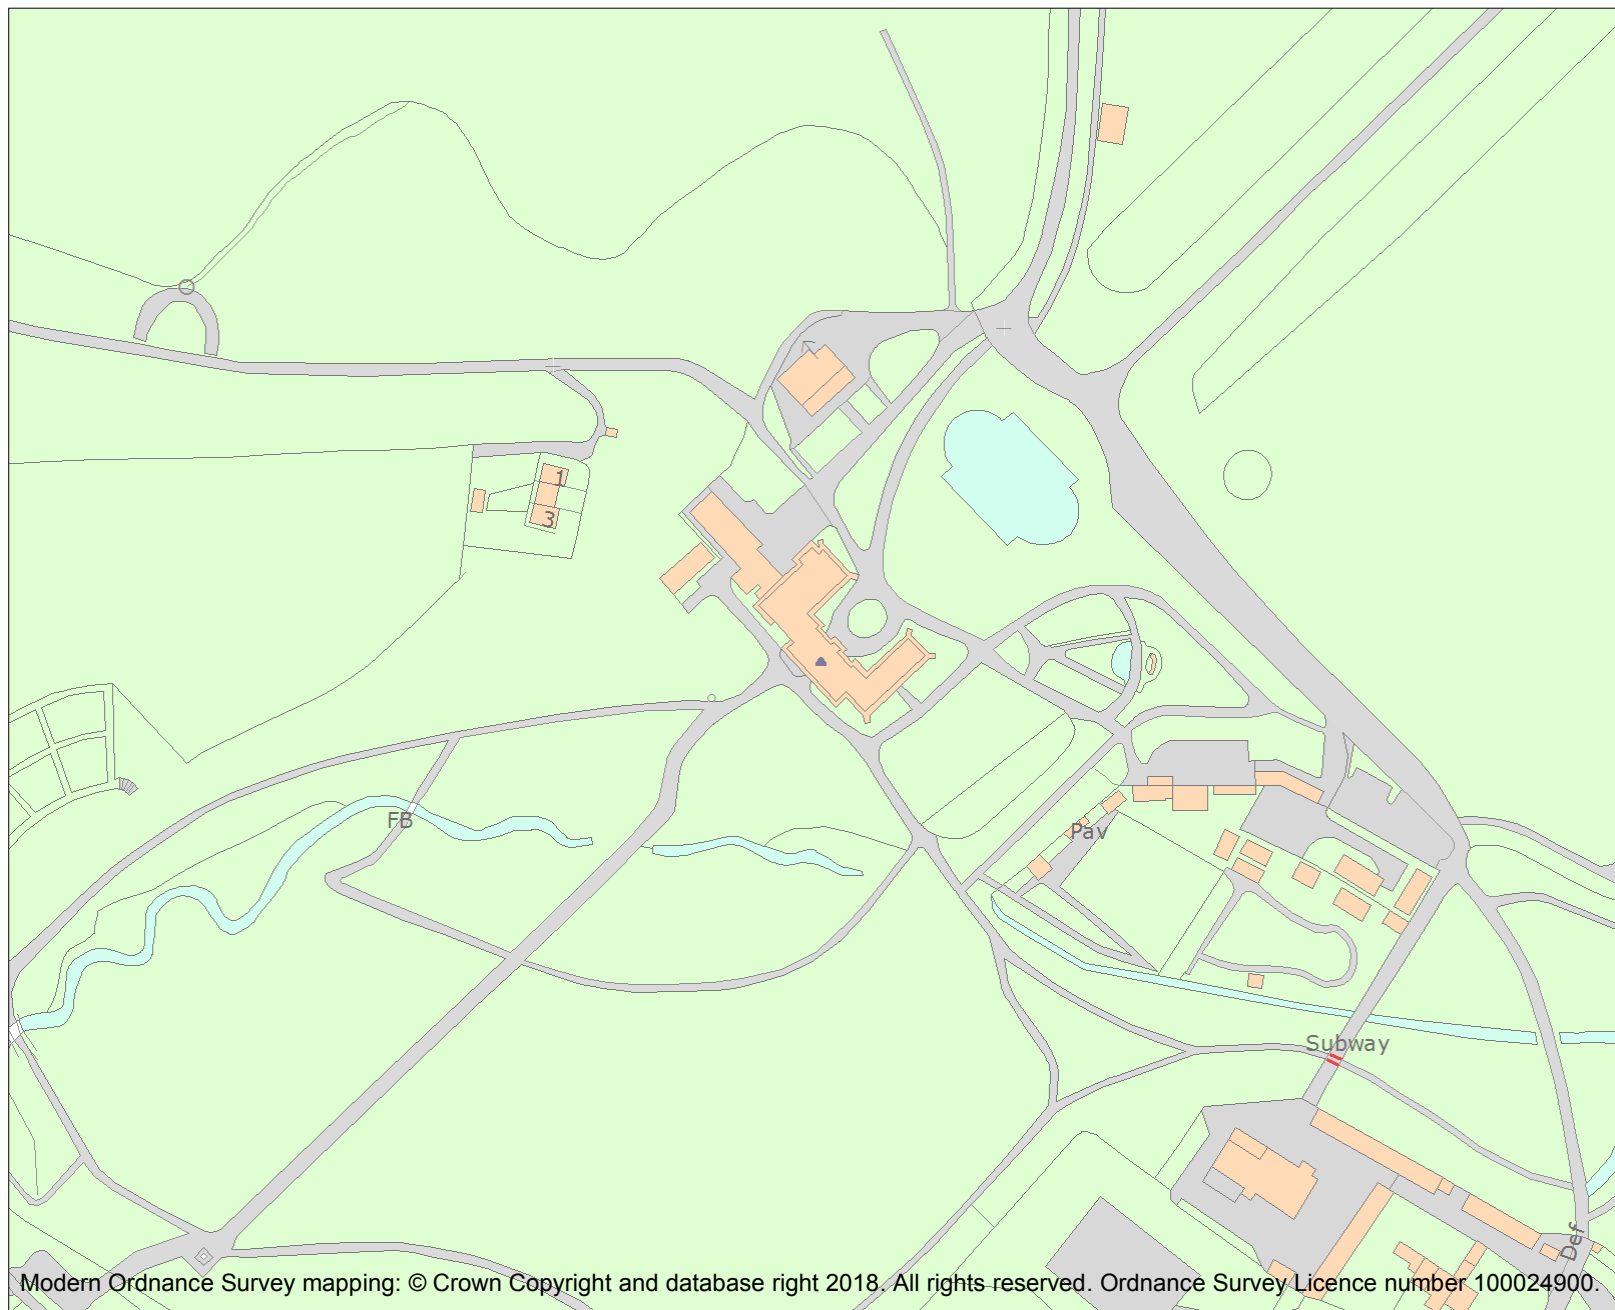 1
3
FB
Pav
Subway
Def
Modern Ordnance Survey mapping: © Crown Copyright and database right 2018. All rights reserved. Ordnance Survey Licence number 100024900.